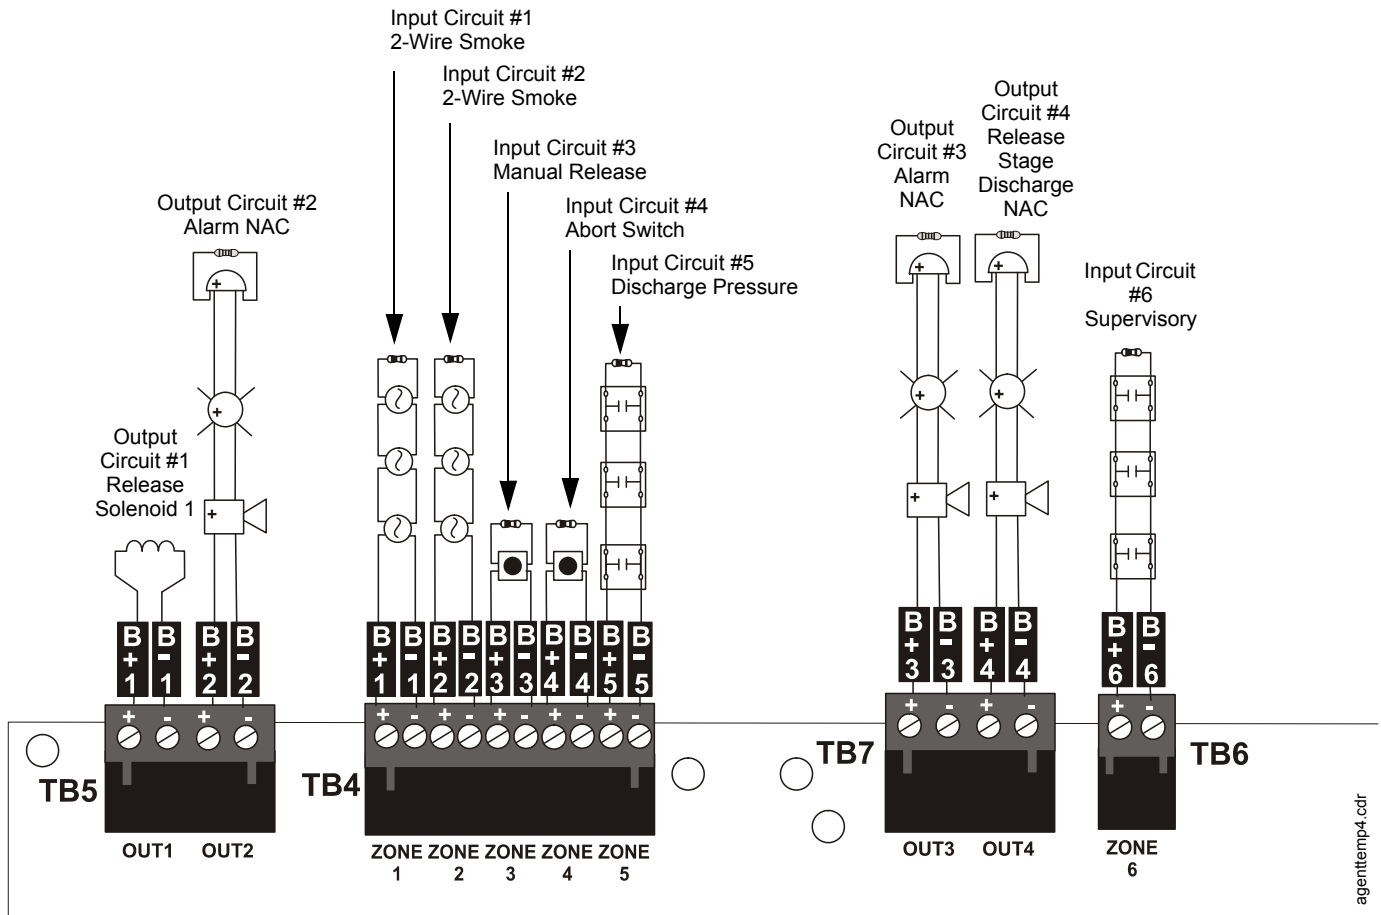 Input Circuit #1
2-Wire Smoke
Input Circuit #2
2-Wire Smoke
Input Circuit #3
Manual Release
Input Circuit #4
Abort Switch
Input Circuit #5
Discharge Pressure
Output Circuit #2
Alarm NAC
Output
Circuit #1
Release
Solenoid 1
Output
Circuit #3
Alarm
NAC
Output
Circuit #4
Release
Stage
Discharge
NAC
Input Circuit
#6
Supervisory
+
+
+
+
+
+
+
+
+
B+1
B-1
B+2
B-2
B+1
B-1
B+2
B-2
B+3
B-3
B+4
B-4
B+5
B-5
B+3
B-3
B+4
B-4
B+6
B-6
+ - + -
+ - + - + - + - + -
+ - + -
+ -
TB5
TB4
TB7
TB6
OUT1 OUT2
ZONE 1
ZONE 2
ZONE 3
ZONE 4
ZONE 5
OUT3 OUT4
ZONE 6
agenttemp4.cdr